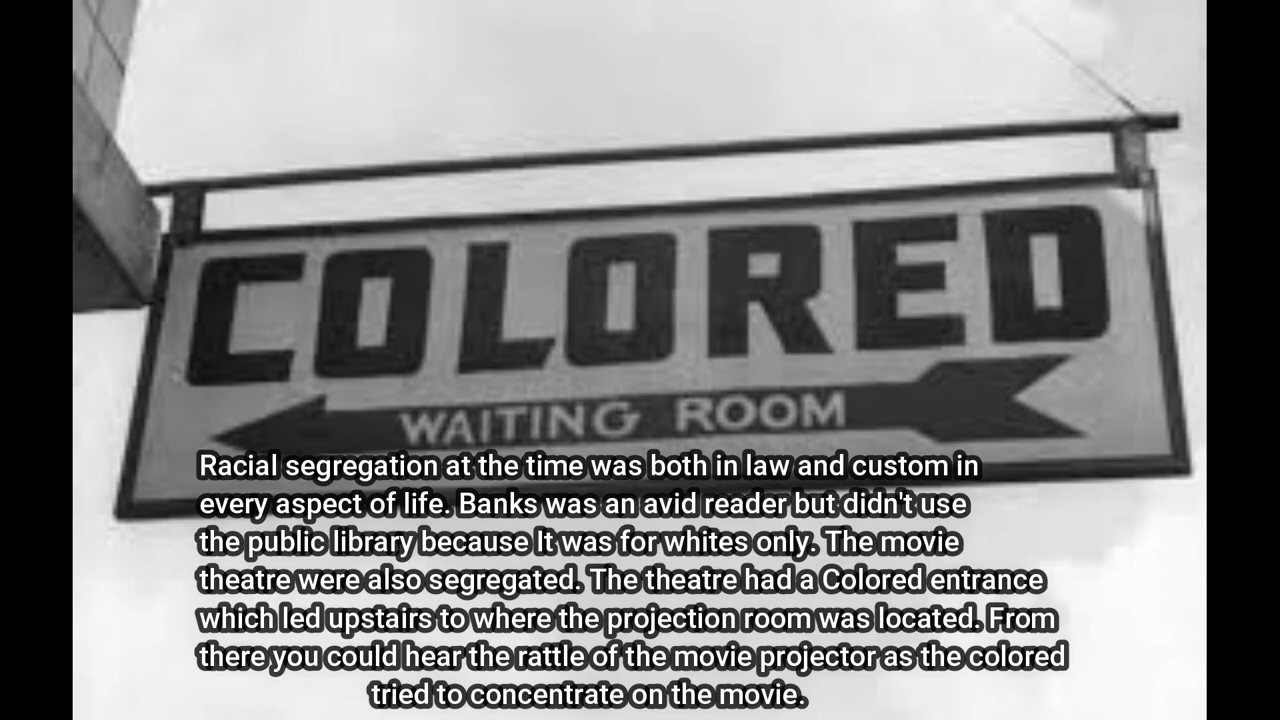 COLORED
WAITING ROOM
Racial segregation at the time was both in law and custom in
every aspect of life. Banks was an avid reader but didn't use
the public library because It was for whites only. The movie
theatre were also segregated. The theatre had a Colored entrance
which led upstairs to where the projection room was located. From
there you could hear the rattle of the movie projector as the colored
tried to concentrate on the movie.